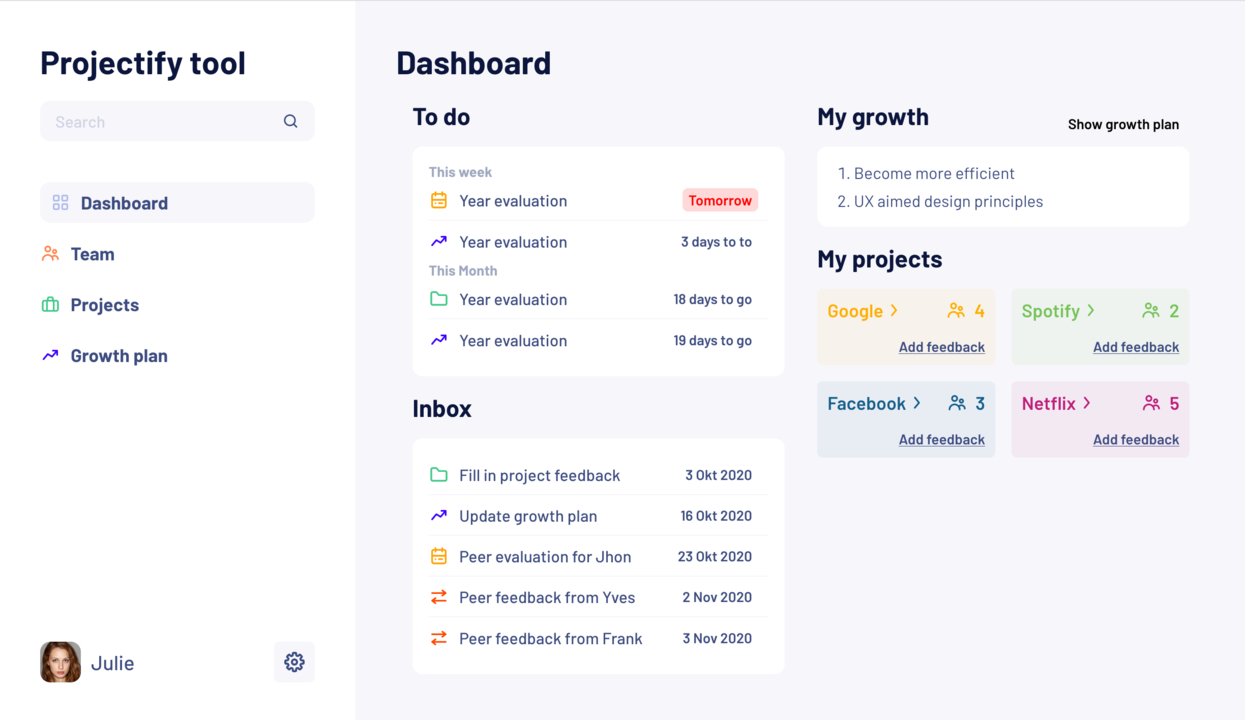 Projectify tool
Search
Dashboard
Team
Projects
Growth plan
Julie
Dashboard
To do
This week
Year evaluation Tomorrow
Year evaluation 3 days to to
This Month
Year evaluation 18 days to go
Year evaluation 19 days to go
Inbox
Fill in project feedback 3 Okt 2020
Update growth plan 16 Okt 2020
Peer evaluation for Jhon 23 Okt 2020
Peer feedback from Yves 2 Nov 2020
Peer feedback from Frank 3 Nov 2020
My growth Show growth plan
1. Become more efficient
2. UX aimed design principles
My projects
Google 4
Add feedback
Spotify 2
Add feedback
Facebook 3
Add feedback
Netflix 5
Add feedback